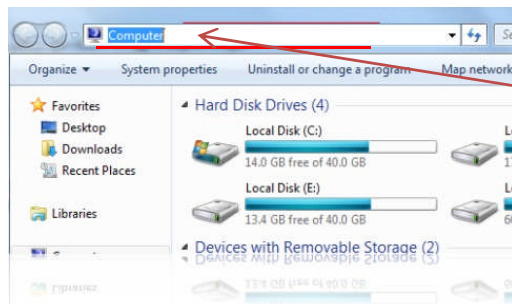 Computer
Se
Organize ▼ System properties Uninstall or change a program Map network
Favorites
Desktop
Downloads
Recent Places
Libraries
Hard Disk Drives (4)
Local Disk (C:)
14.0 GB free of 40.0 GB
Local Disk (E:)
13.4 GB free of 40.0 GB
Devices with Removable Storage (2)